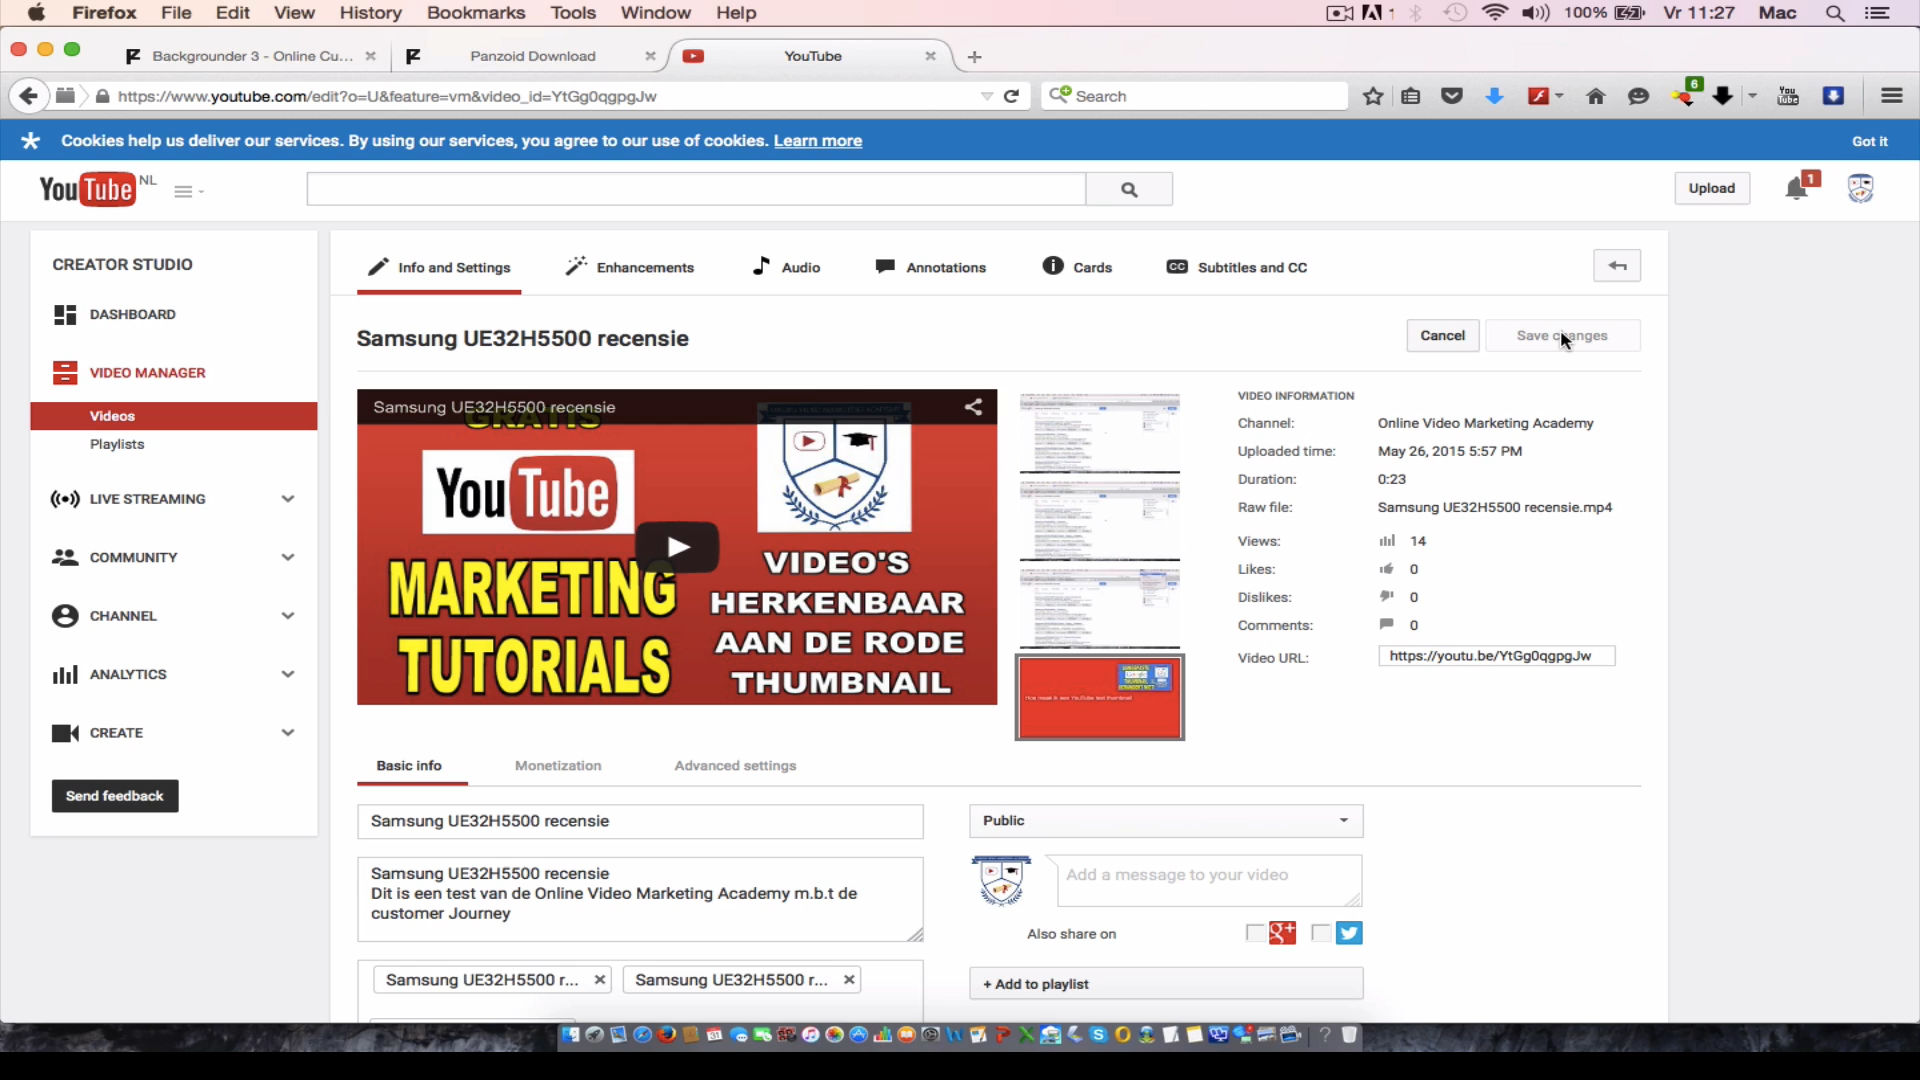 Firefox File Edit View History Bookmarks Tools Window Help
1 100% Vr 11:27 Mac
Backgrounder 3 - Online Cu...
Panzoid Download
YouTube
https://www.youtube.com/edit?o=U&feature=vm&video_id=YtGg0qgpgJw
Search
6
You Tube
Cookies help us deliver our services. By using our services, you agree to our use of cookies. Learn more
Got it
YouTube NL
Upload
1
CREATOR STUDIO
DASHBOARD
VIDEO MANAGER
Videos
Playlists
LIVE STREAMING
COMMUNITY
CHANNEL
ANALYTICS
CREATE
Send feedback
Info and Settings
Enhancements
Audio
Annotations
Cards
CC Subtitles and CC
Samsung UE32H5500 recensie
Cancel
Save changes
Samsung UE32H5500 recensie
GRATIS
YouTube
MARKETING
TUTORIALS
VIDEO'S
HERKENBAAR
AAN DE RODE
THUMBNAIL
VIDEO INFORMATION
Channel: Online Video Marketing Academy
Uploaded time: May 26, 2015 5:57 PM
Duration: 0:23
Raw file: Samsung UE32H5500 recensie.mp4
Views: 14
Likes: 0
Dislikes: 0
Comments: 0
Video URL: https://youtu.be/YtGg0qgpgJw
Basic info
Monetization
Advanced settings
Samsung UE32H5500 recensie
Samsung UE32H5500 recensie
Dit is een test van de Online Video Marketing Academy m.b.t de
customer Journey
Samsung UE32H5500 r...
Samsung UE32H5500 r...
Public
Add a message to your video
Also share on
g+
+ Add to playlist